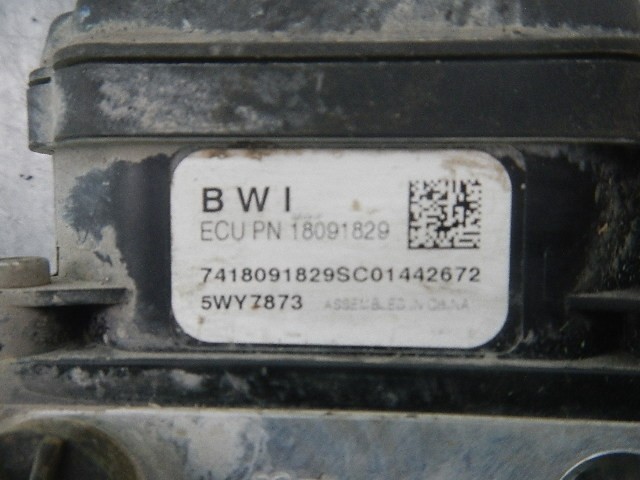 BWI
ECU PN 18091829
7418091829SC01442672
5WY7873 ASSEMBLED IN CHINA